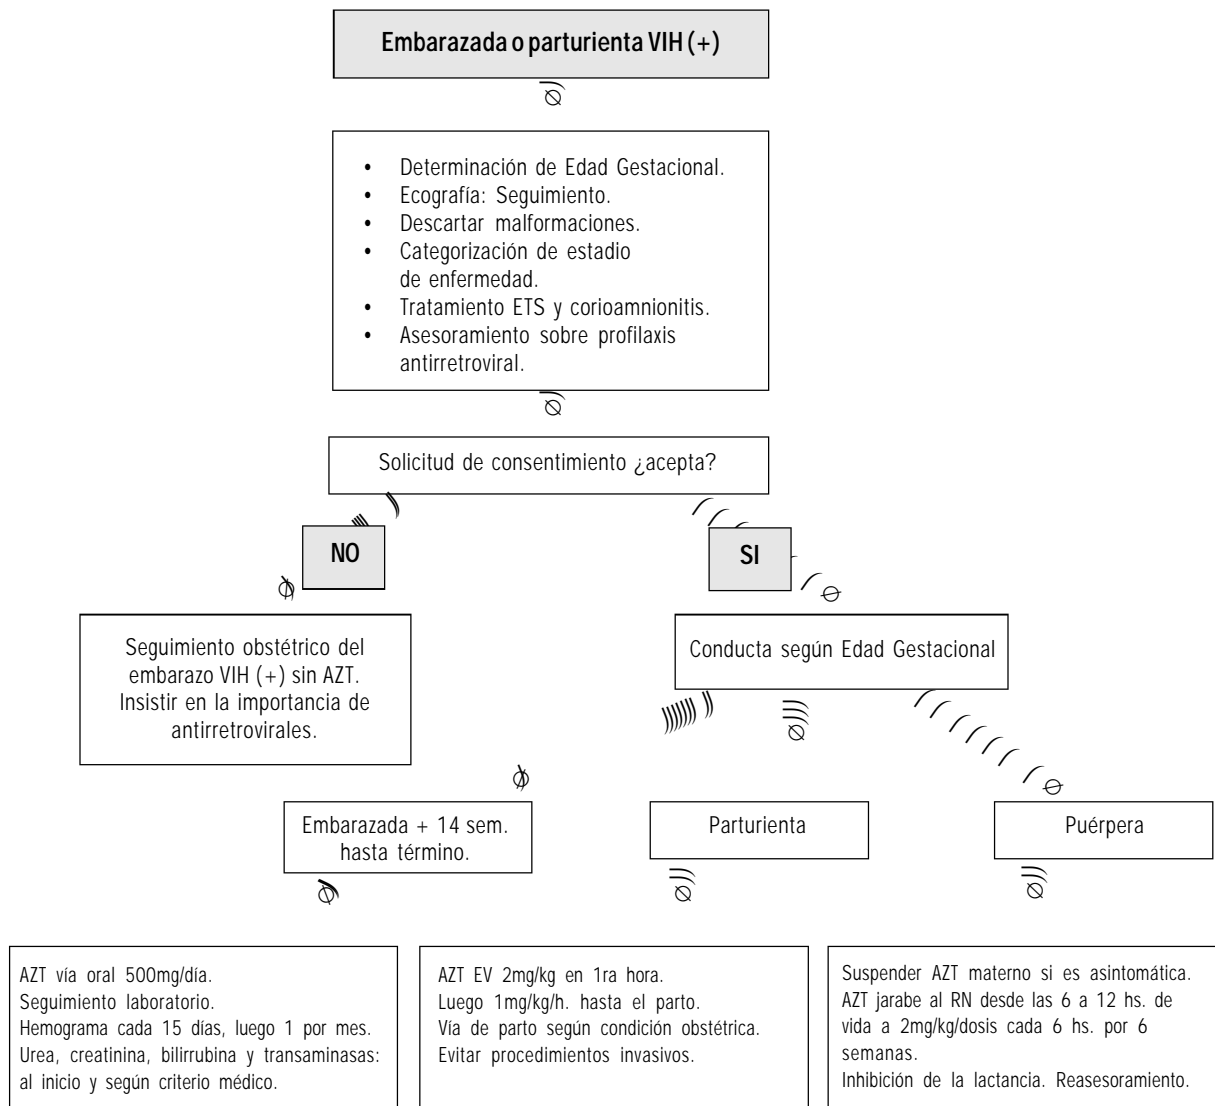 Embarazada o parturienta VIH (+)
• Determinación de Edad Gestacional.
• Ecografía: Seguimiento.
• Descartar malformaciones.
• Categorización de estadio
de enfermedad.
• Tratamiento ETS y corioamnionitis.
• Asesoramiento sobre profilaxis
antirretroviral.
Solicitud de consentimiento ¿acepta?
NO
SI
Seguimiento obstétrico del
embarazo VIH (+) sin AZT.
Insistir en la importancia de
antirretrovirales.
Conducta según Edad Gestacional
Embarazada + 14 sem.
hasta término.
Parturienta
Puérpera
AZT vía oral 500mg/día.
Seguimiento laboratorio.
Hemograma cada 15 días, luego 1 por mes.
Urea, creatinina, bilirrubina y transaminasas:
al inicio y según criterio médico.
AZT EV 2mg/kg en 1ra hora.
Luego 1mg/kg/h. hasta el parto.
Vía de parto según condición obstétrica.
Evitar procedimientos invasivos.
Suspender AZT materno si es asintomática.
AZT jarabe al RN desde las 6 a 12 hs. de
vida a 2mg/kg/dosis cada 6 hs. por 6
semanas.
Inhibición de la lactancia. Reasesoramiento.